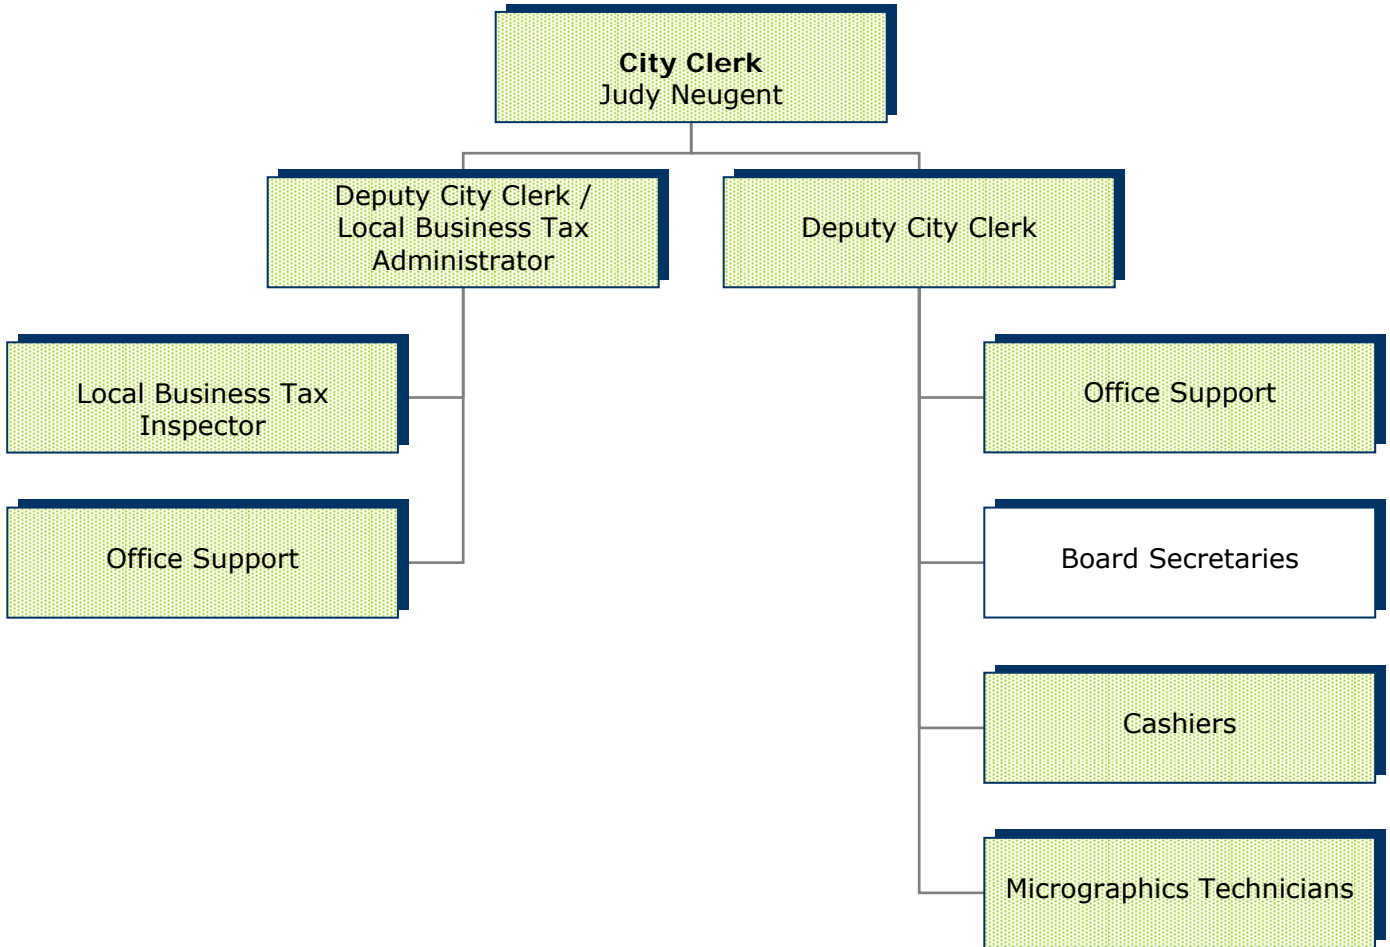 City Clerk
Judy Neugent
Deputy City Clerk /
Local Business Tax
Administrator
Deputy City Clerk
Local Business Tax
Inspector
Office Support
Office Support
Board Secretaries
Cashiers
Micrographics Technicians